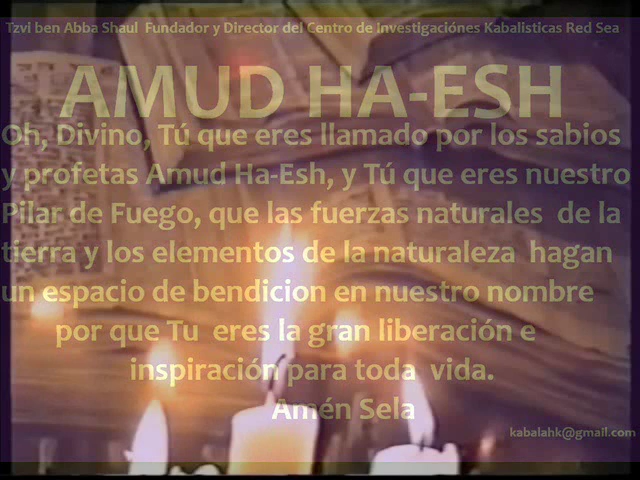 Tzvi ben Abba Shaul Fundador y Director del Centro de Investigaciónes Kabalisticas Red Sea
AMUD HA-ESH
Oh, Divino, Tú que eres llamado por los sabios
y profetas Amud Ha-Esh, y Tú que eres nuestro
Pilar de Fuego, que las fuerzas naturales de la
tierra y los elementos de la naturaleza hagan
un espacio de bendicion en nuestro nombre
por que Tu eres la gran liberación e
inspiración para toda vida.
Amén Sela
kabalahk@gmail.com